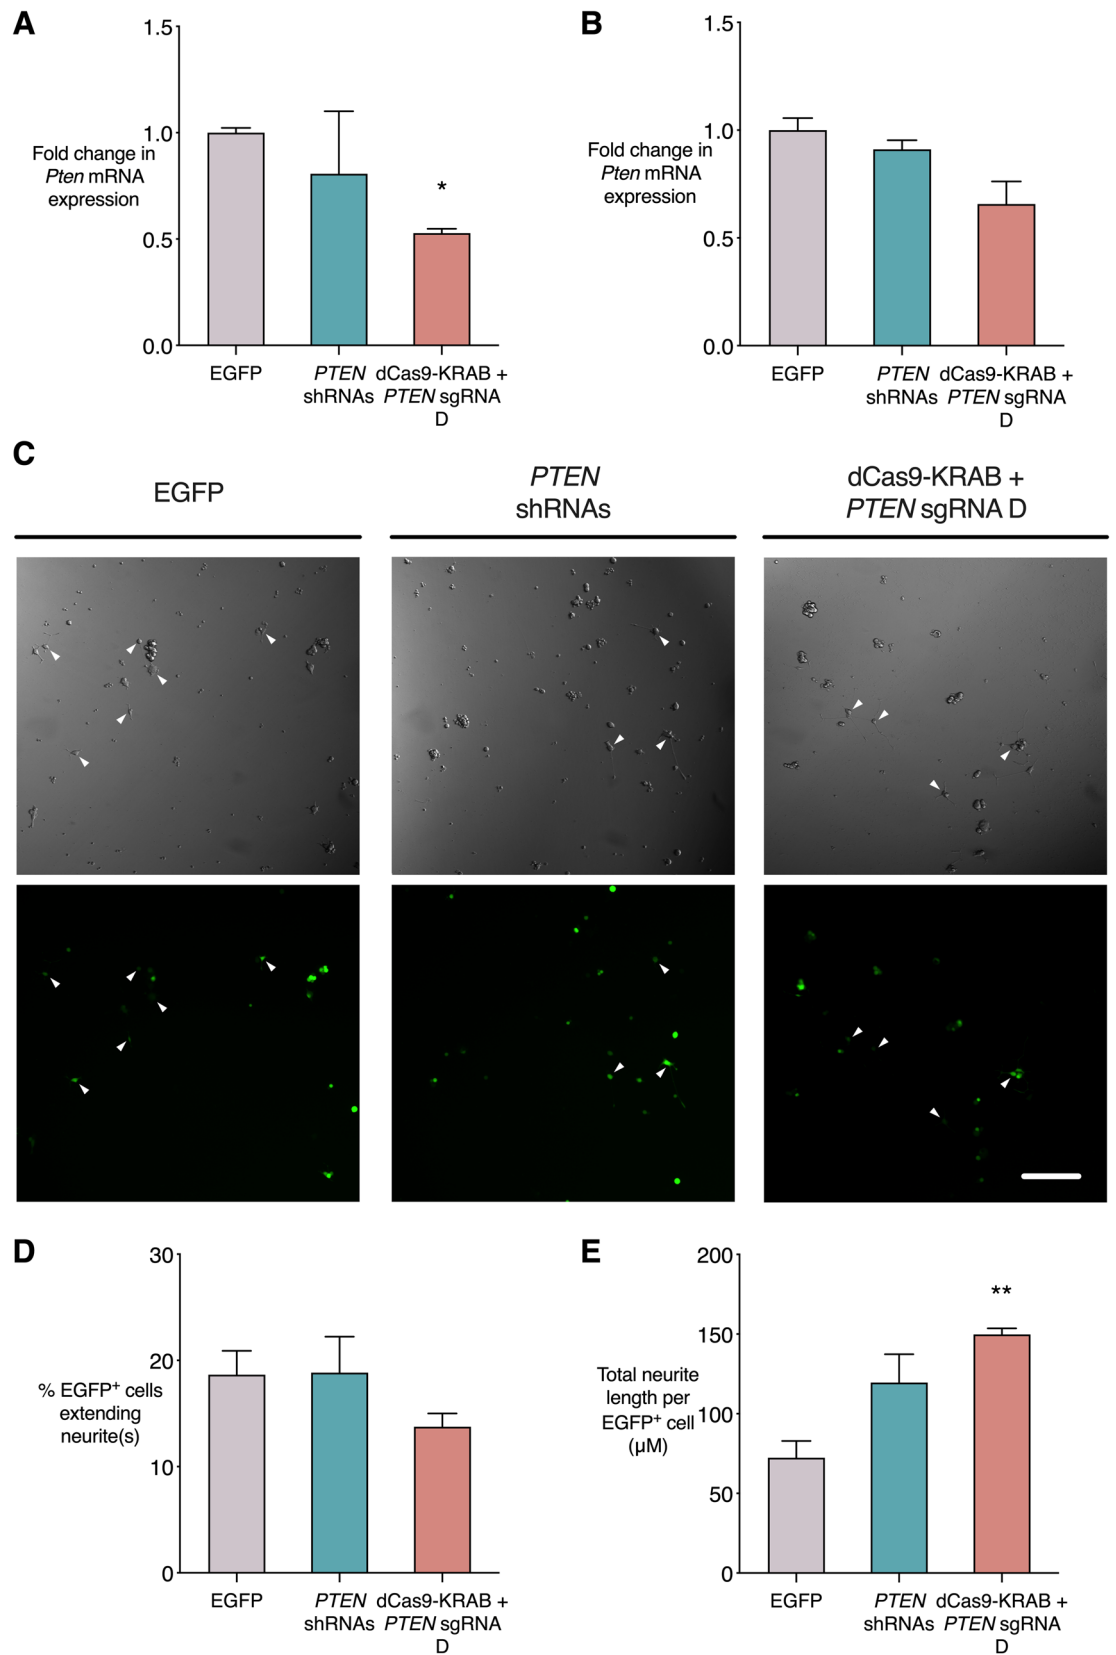 A
1.5
1.0
0.5
0.0
Fold change in
Pten mRNA
expression
*
EGFP
PTEN
shRNAs
dCas9-KRAB +
PTEN sgRNA
D
B
1.5
1.0
0.5
0.0
Fold change in
Pten mRNA
expression
EGFP
PTEN
shRNAs
dCas9-KRAB +
PTEN sgRNA
D
C
EGFP
PTEN
shRNAs
dCas9-KRAB +
PTEN sgRNA D
D
30
20
10
0
% EGFP⁺ cells
extending
neurite(s)
EGFP
PTEN
shRNAs
dCas9-KRAB +
PTEN sgRNA
D
E
200
150
100
50
0
Total neurite
length per
EGFP⁺ cell
(µM)
**
EGFP
PTEN
shRNAs
dCas9-KRAB +
PTEN sgRNA
D